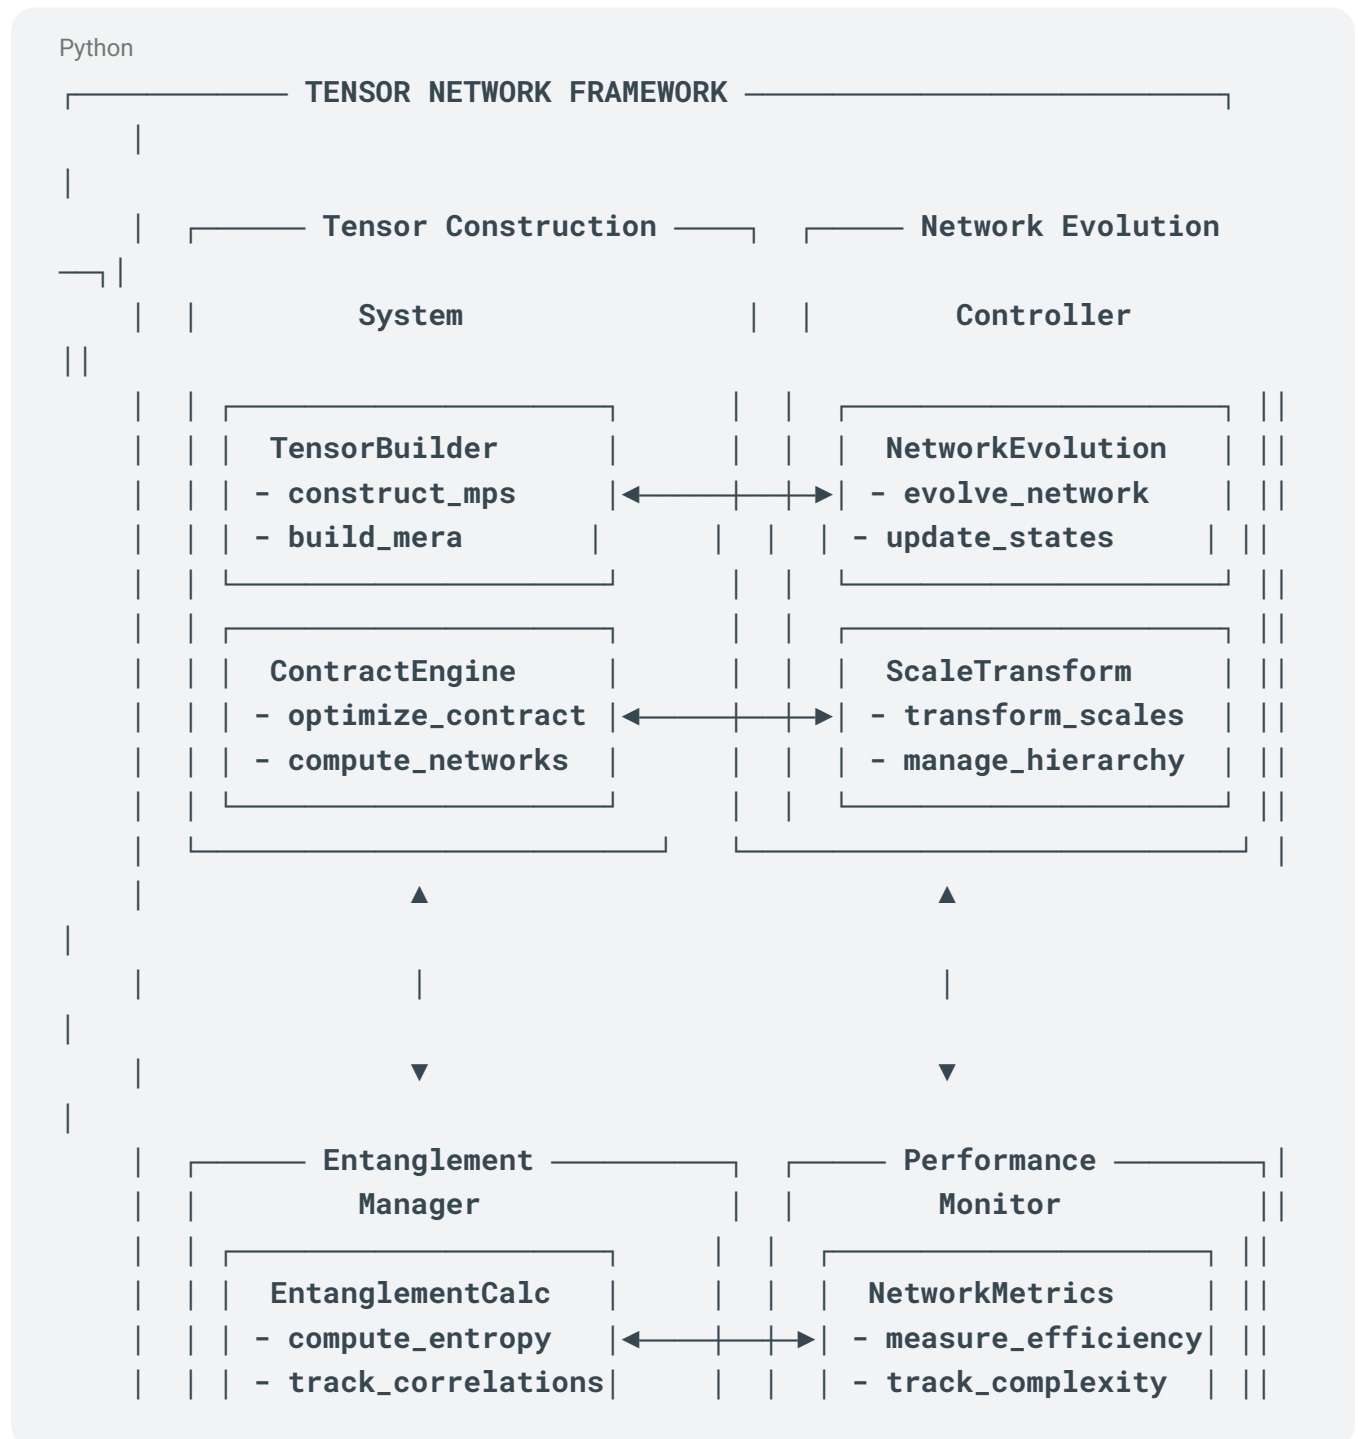 Python
TENSOR NETWORK FRAMEWORK
Tensor Construction Network Evolution
System Controller
TensorBuilder NetworkEvolution
- construct_mps - evolve_network
- build_mera - update_states
ContractEngine ScaleTransform
- optimize_contract - transform_scales
- compute_networks - manage_hierarchy
Entanglement Performance
Manager Monitor
EntanglementCalc NetworkMetrics
- compute_entropy - measure_efficiency
- track_correlations - track_complexity